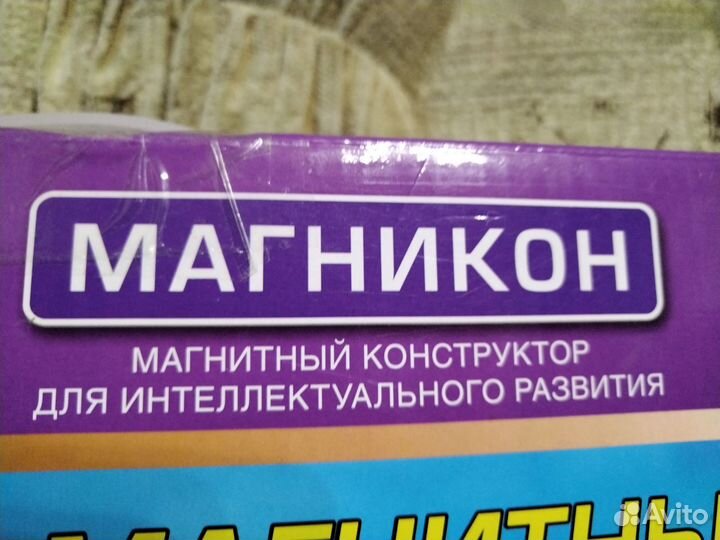 МАГНИКОН
МАГНИТНЫЙ КОНСТРУКТОР
ДЛЯ ИНТЕЛЛЕКТУАЛЬНОГО РАЗВИТИЯ
Avito